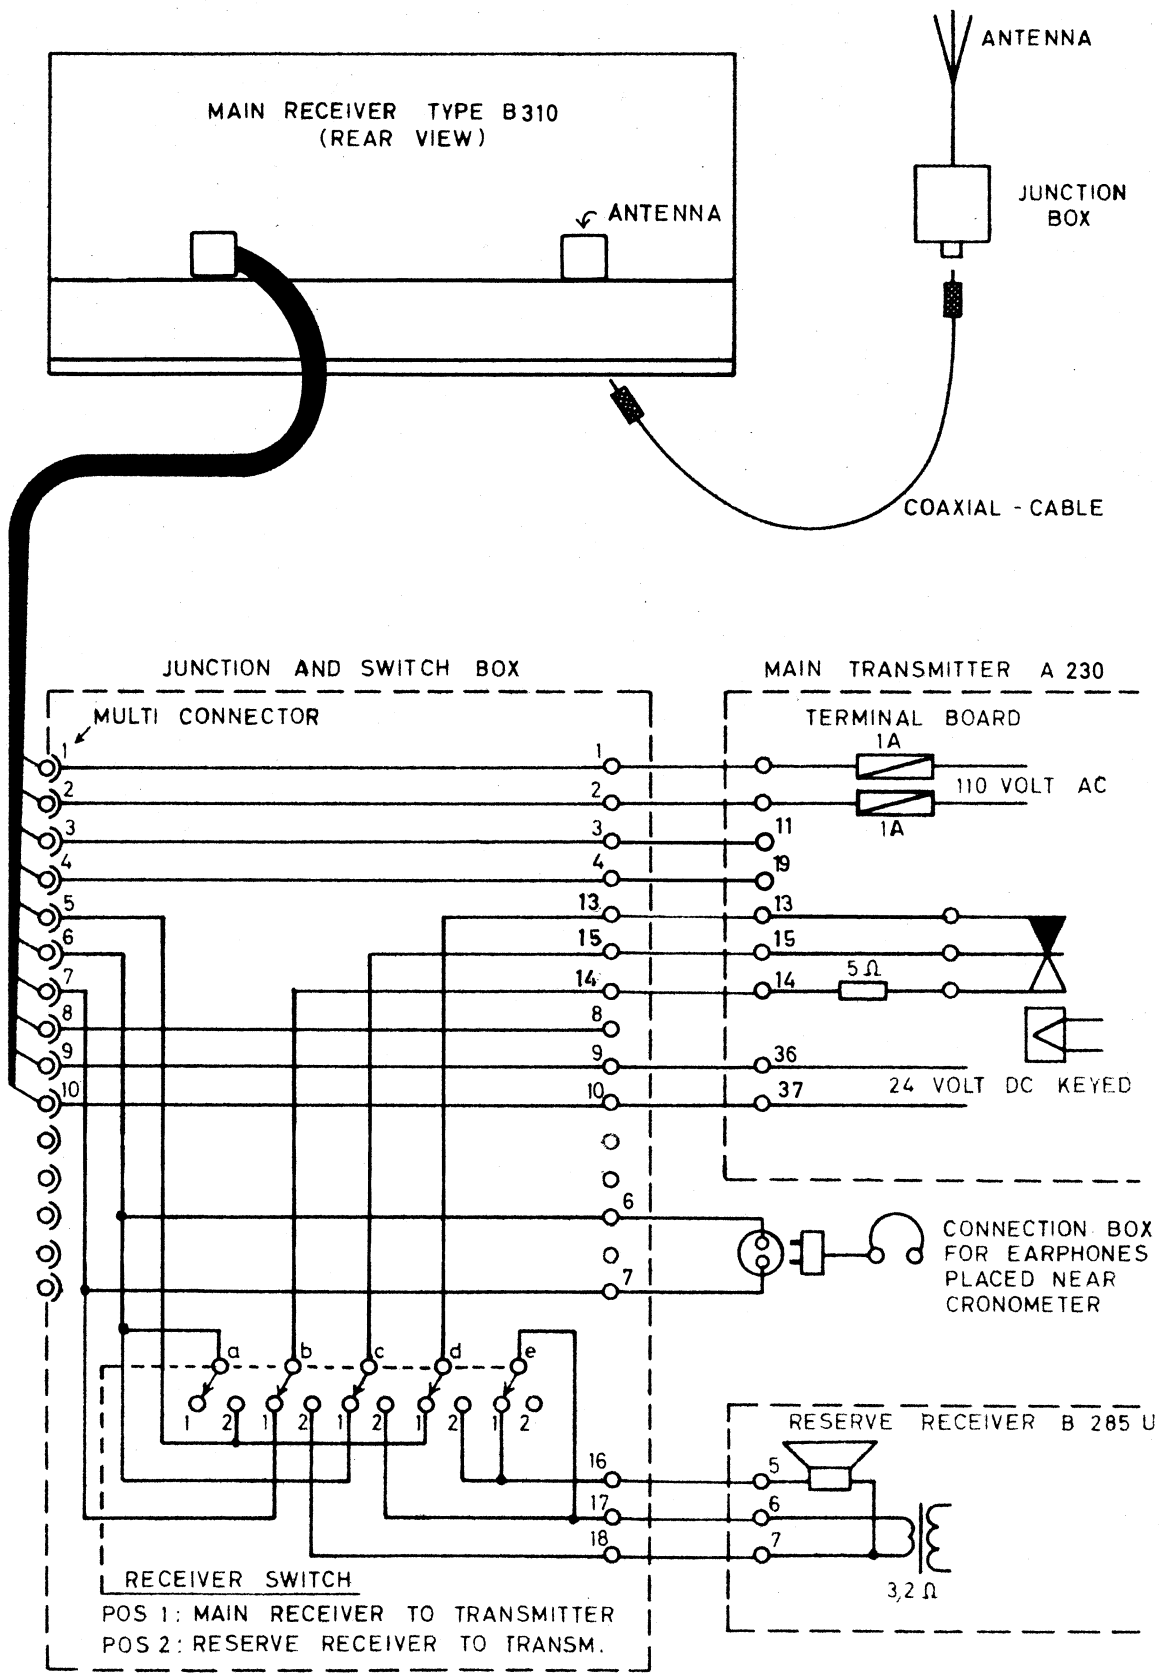 ANTENNA
MAIN RECEIVER TYPE B310
(REAR VIEW)
JUNCTION
BOX
ANTENNA
COAXIAL - CABLE
JUNCTION AND SWITCH BOX
MAIN TRANSMITTER A 230
MULTI CONNECTOR
TERMINAL BOARD
1A
1 1
110 VOLT AC
2 2
1A
3 3 11
4 4 19
5 13 13
6 15 15
7 14 14 5 Ω
8 8
9 9 36
24 VOLT DC KEYED
10 10 37
6
CONNECTION BOX
FOR EARPHONES
PLACED NEAR
CRONOMETER
7
a b c d e
1 2 1 2 1 2 1 2 1 2
RESERVE RECEIVER B 285 U
16 5
17 6
18 7
3,2 Ω
RECEIVER SWITCH
POS 1: MAIN RECEIVER TO TRANSMITTER
POS 2: RESERVE RECEIVER TO TRANSM.